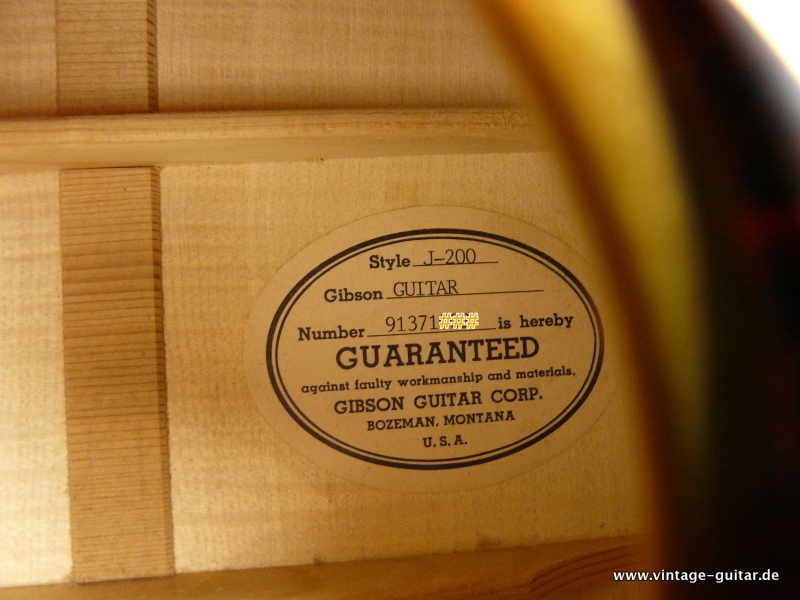 Style J-200
Gibson GUITAR
Number 91371### is hereby
GUARANTEED
against faulty workmanship and materials.
GIBSON GUITAR CORP.
BOZEMAN, MONTANA
U.S.A.
www.vintage-guitar.de